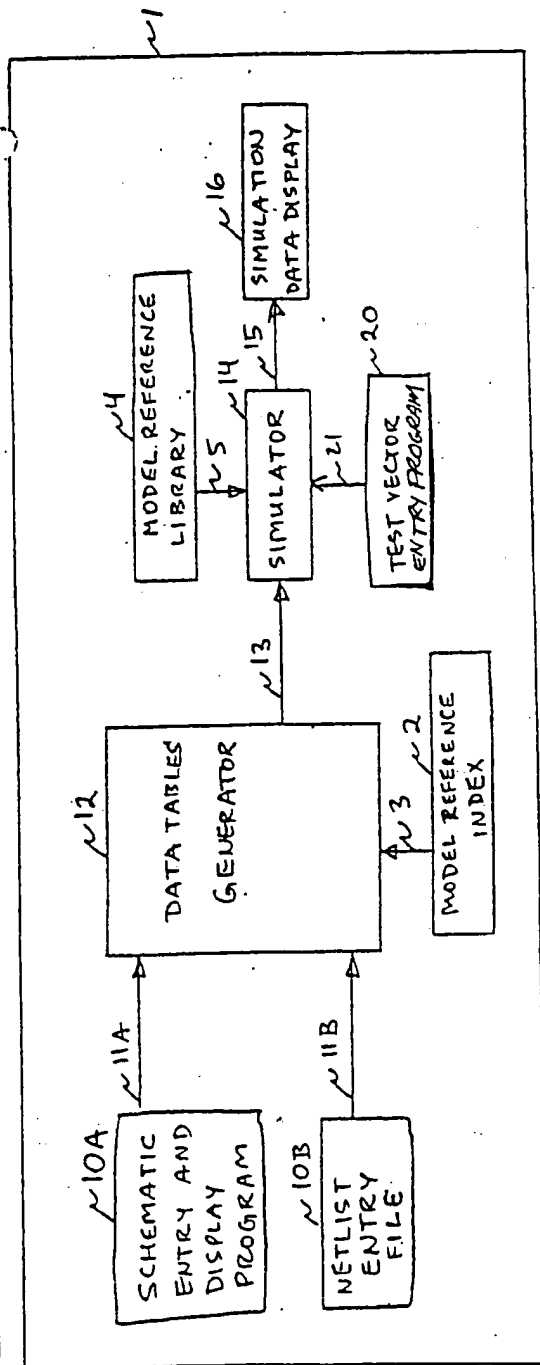 1
10A
SCHEMATIC
ENTRY AND
DISPLAY
PROGRAM
11A
10B
NETLIST
ENTRY
FILE
11B
12
DATA TABLES
GENERATOR
3
2
MODEL REFERENCE
INDEX
13
4
MODEL REFERENCE
LIBRARY
5
14
SIMULATOR
15
16
SIMULATION
DATA DISPLAY
21
20
TEST VECTOR
ENTRY PROGRAM